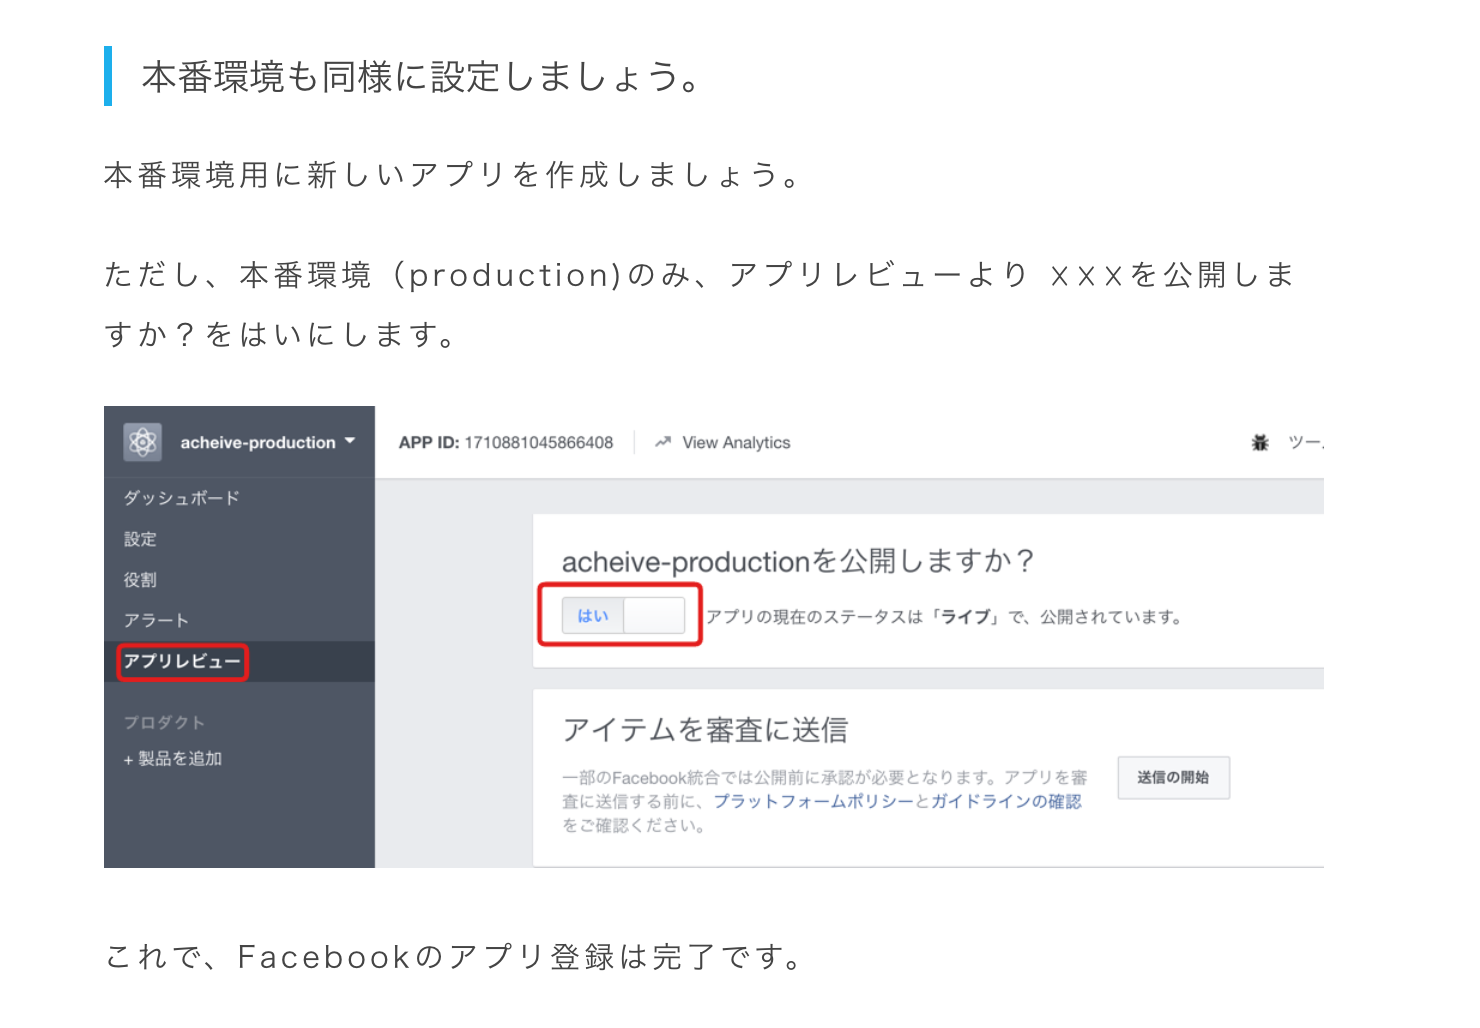 本番環境も同様に設定しましょう。
本番環境用に新しいアプリを作成しましょう。
ただし、本番環境（production)のみ、アプリレビューより xxxを公開しま
すか？をはいにします。
acheive-production
APP ID: 1710881045866408
View Analytics
ツー
ダッシュボード
設定
役割
アラート
アプリレビュー
プロダクト
+ 製品を追加
acheive-productionを公開しますか？
はい
アプリの現在のステータスは「ライブ」で、公開されています。
アイテムを審査に送信
一部のFacebook統合では公開前に承認が必要となります。アプリを審
査に送信する前に、プラットフォームポリシーとガイドラインの確認
をご確認ください。
送信の開始
これで、Facebookのアプリ登録は完了です。